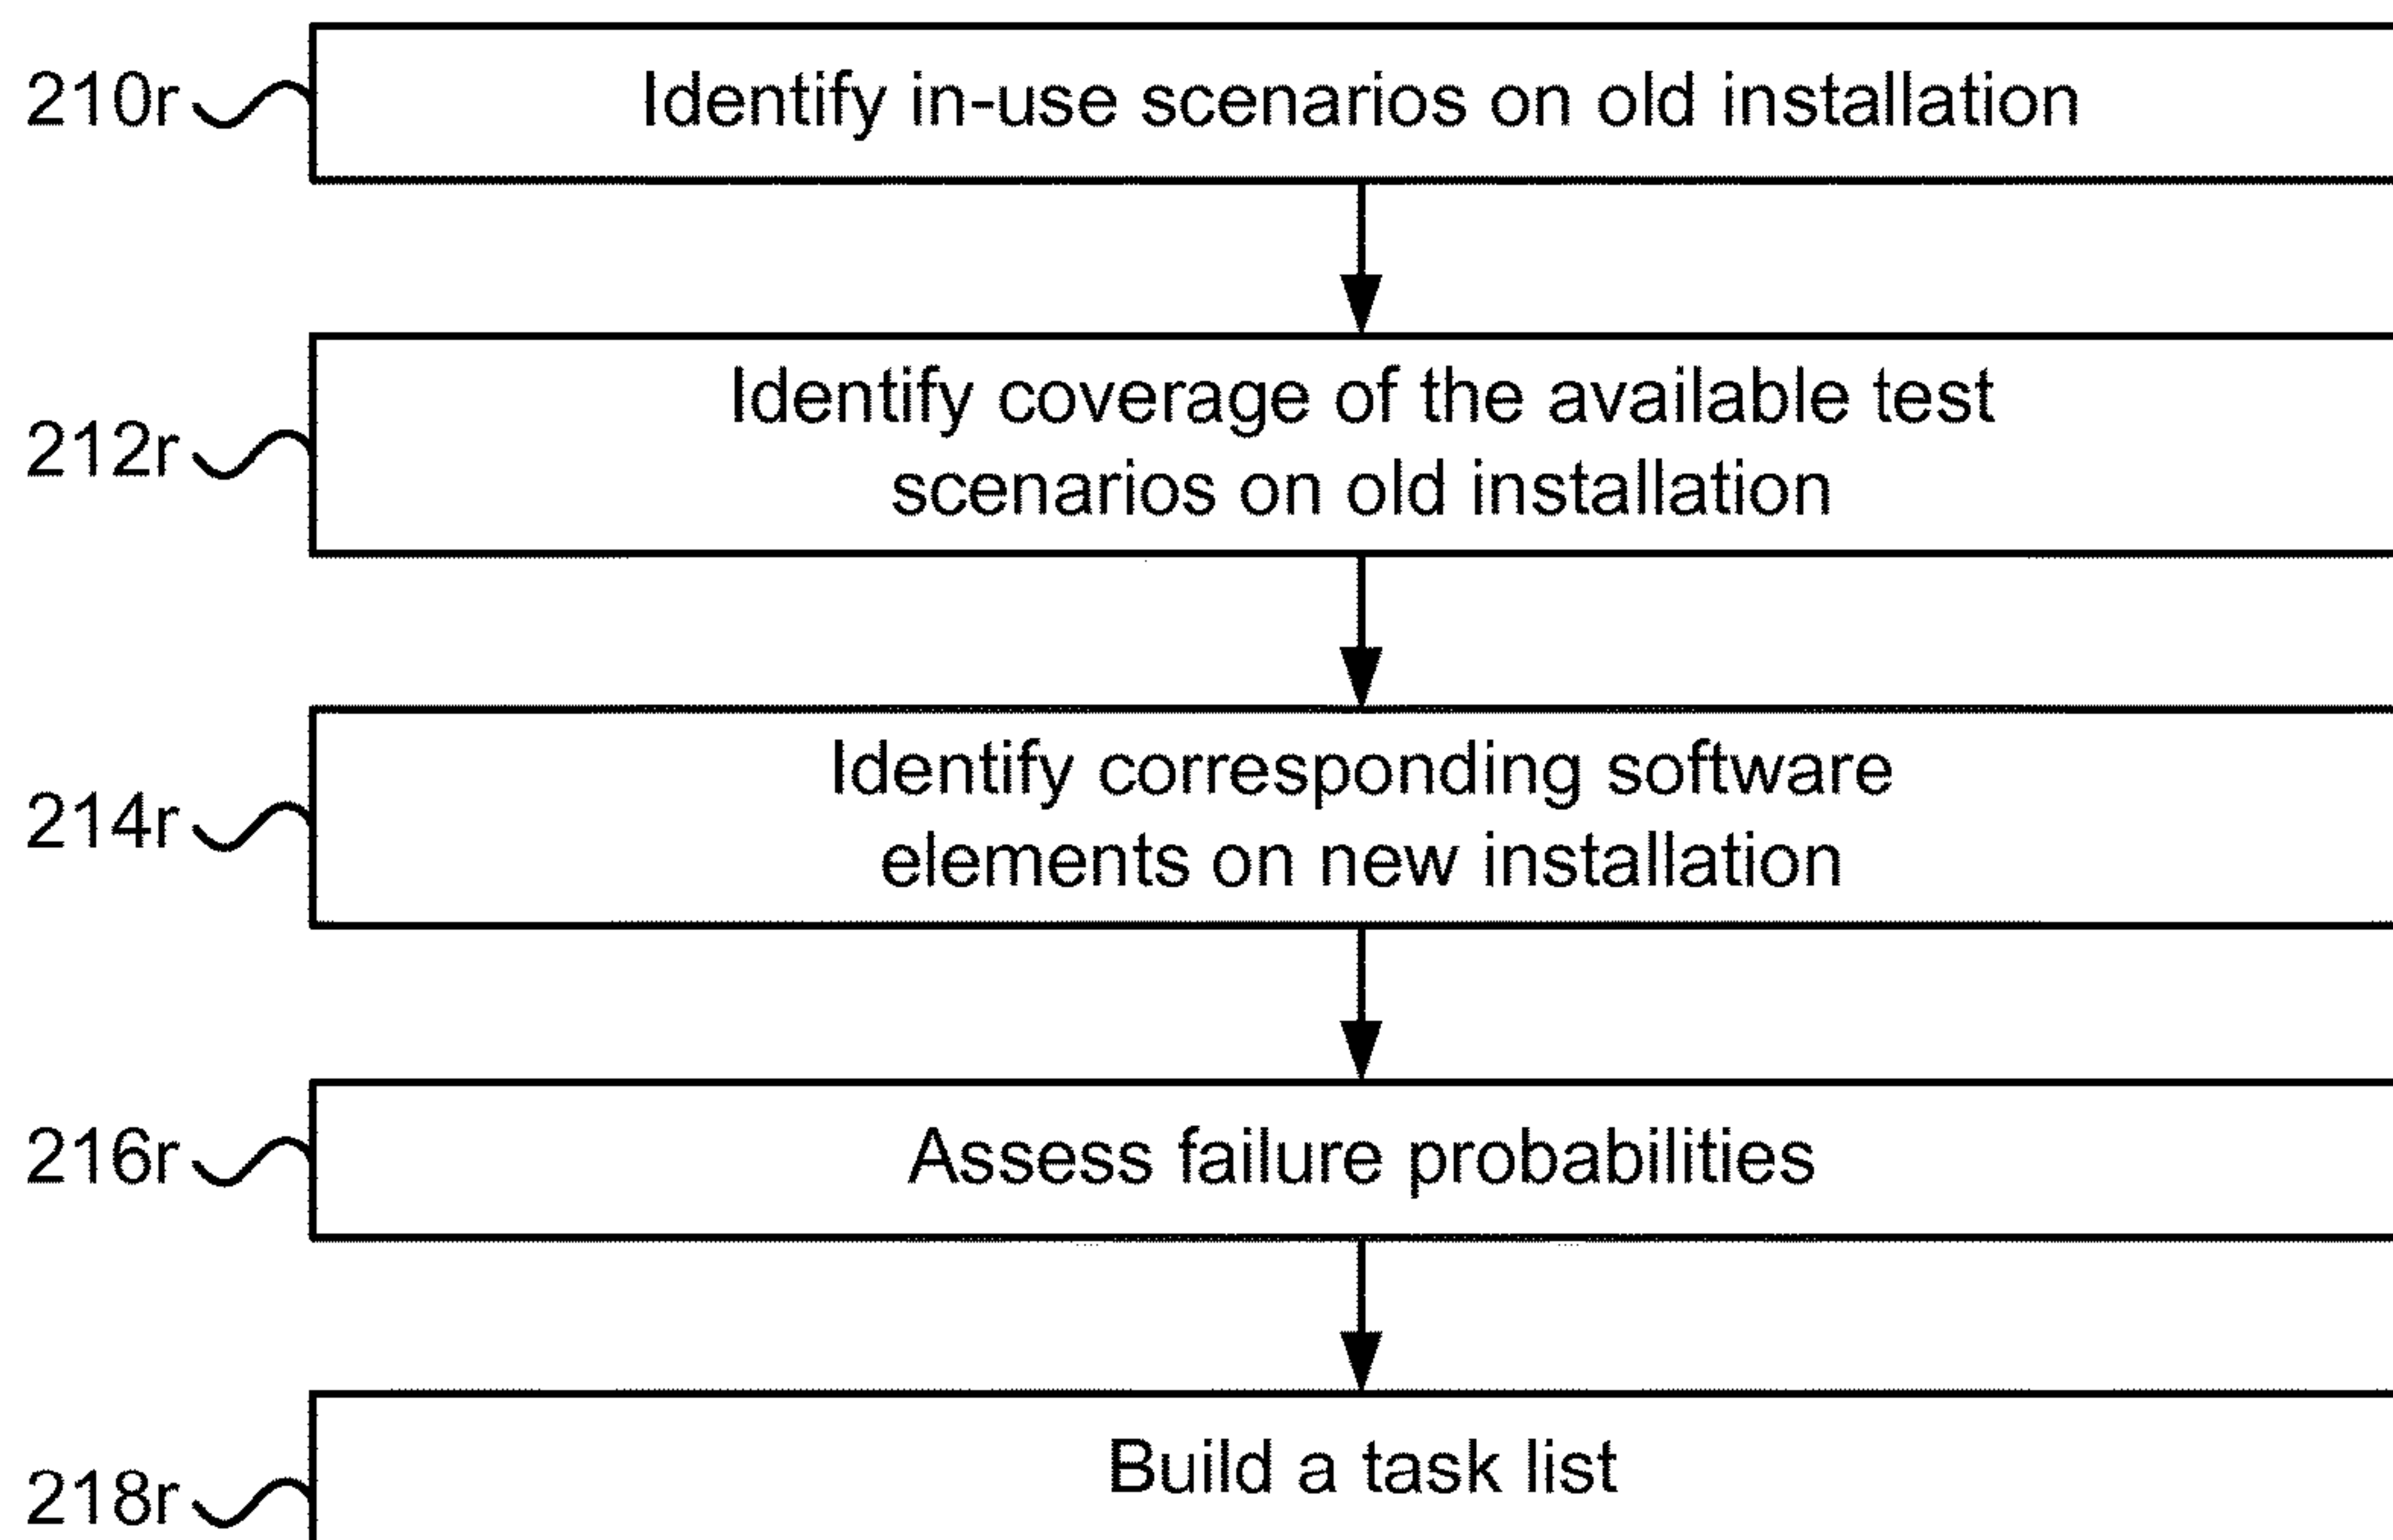 210r
Identify in-use scenarios on old installation
212r
Identify coverage of the available test
scenarios on old installation
214r
Identify corresponding software
elements on new installation
216r
Assess failure probabilities
218r
Build a task list